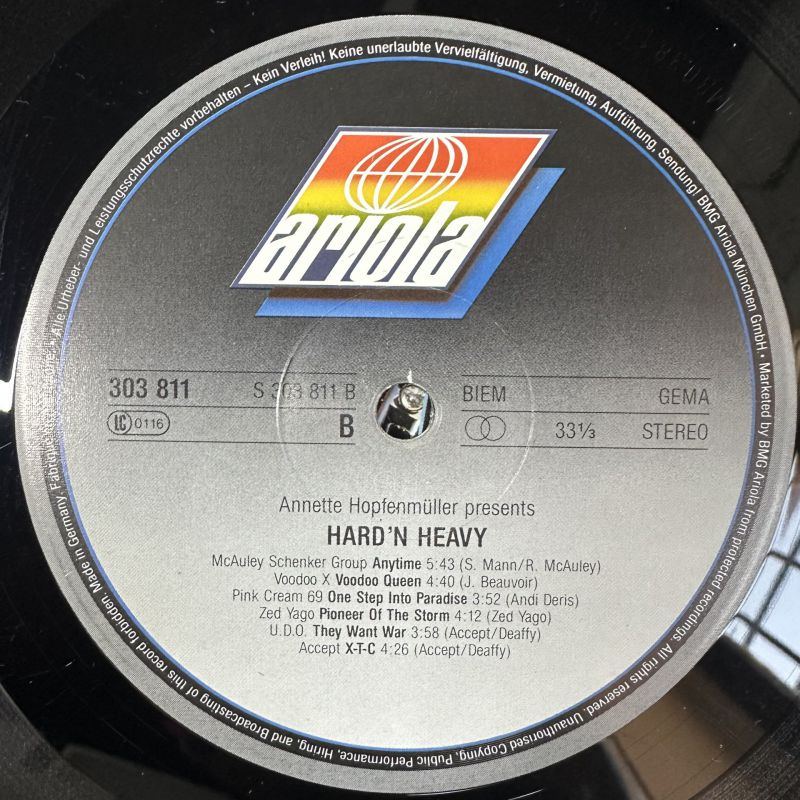 Alle Urheber- und Leistungsschutzrechte vorbehalten – Kein Verleih! Keine unerlaubte Vervielfältigung, Vermietung, Aufführung, Sendung! BMG Ariola München GmbH • Marketed by BMG Ariola from protected recordings. All rights reserved. Unauthorised Copying, Public Performance, Hiring, and Broadcasting of this record forbidden. Made in Germany.
ariola
303 811 S 303 811 B BIEM GEMA
LC 0116 B 33⅓ STEREO
Annette Hopfenmüller presents
HARD'N HEAVY
McAuley Schenker Group Anytime 5:43 (S. Mann/R. McAuley)
Voodoo X Voodoo Queen 4:40 (J. Beauvoir)
Pink Cream 69 One Step Into Paradise 3:52 (Andi Deris)
Zed Yago Pioneer Of The Storm 4:12 (Zed Yago)
U.D.O. They Want War 3:58 (Accept/Deaffy)
Accept X-T-C 4:26 (Accept/Deaffy)